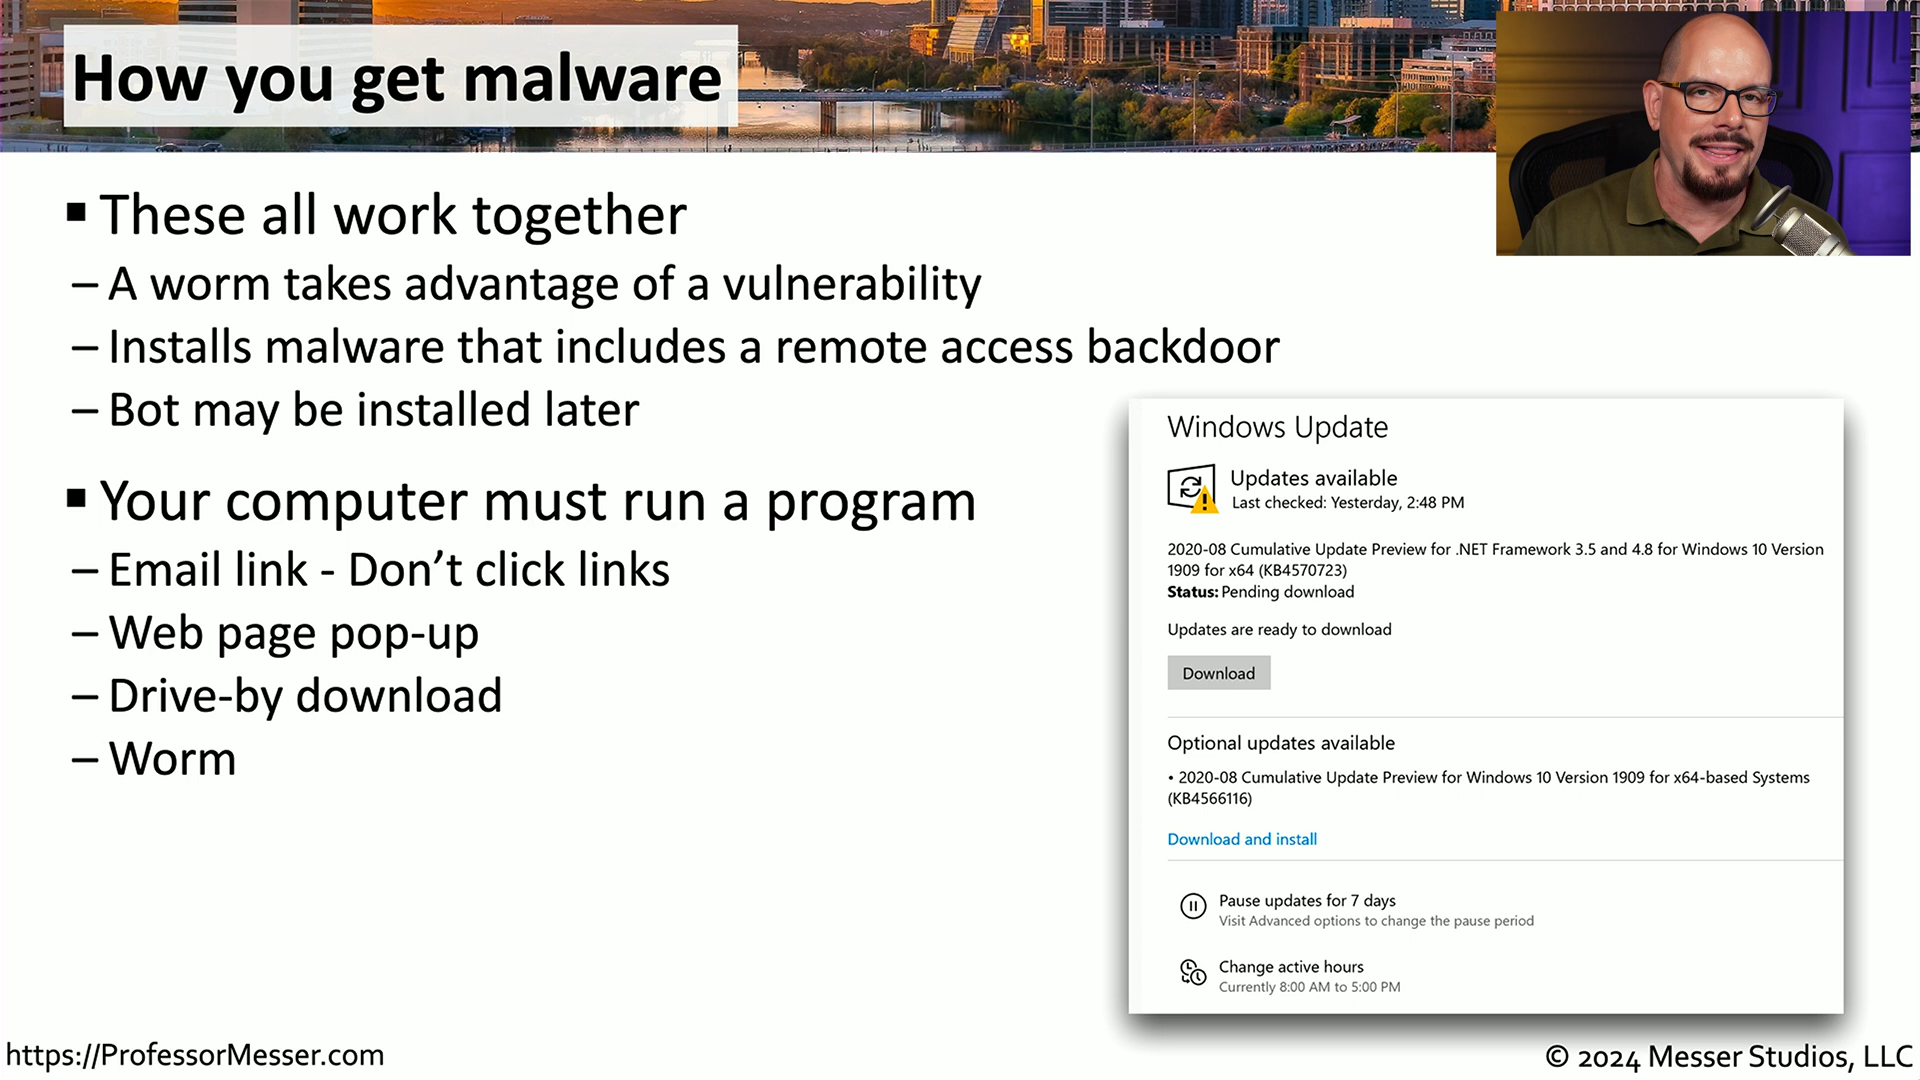 How you get malware
▪ These all work together
– A worm takes advantage of a vulnerability
– Installs malware that includes a remote access backdoor
– Bot may be installed later
▪ Your computer must run a program
– Email link - Don’t click links
– Web page pop-up
– Drive-by download
– Worm
Windows Update
Updates available
Last checked: Yesterday, 2:48 PM
2020-08 Cumulative Update Preview for .NET Framework 3.5 and 4.8 for Windows 10 Version
1909 for x64 (KB4570723)
Status: Pending download
Updates are ready to download
Download
Optional updates available
• 2020-08 Cumulative Update Preview for Windows 10 Version 1909 for x64-based Systems
(KB4566116)
Download and install
Pause updates for 7 days
Visit Advanced options to change the pause period
Change active hours
Currently 8:00 AM to 5:00 PM
https://ProfessorMesser.com
© 2024 Messer Studios, LLC